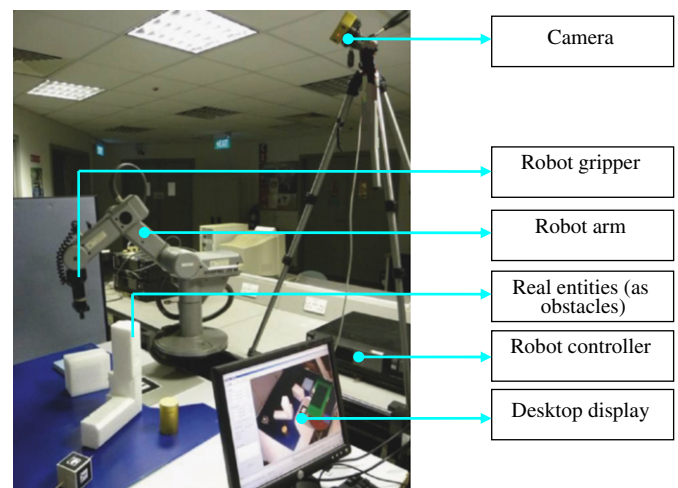 Camera
Robot gripper
Robot arm
Real entities (as
obstacles)
Robot controller
Desktop display